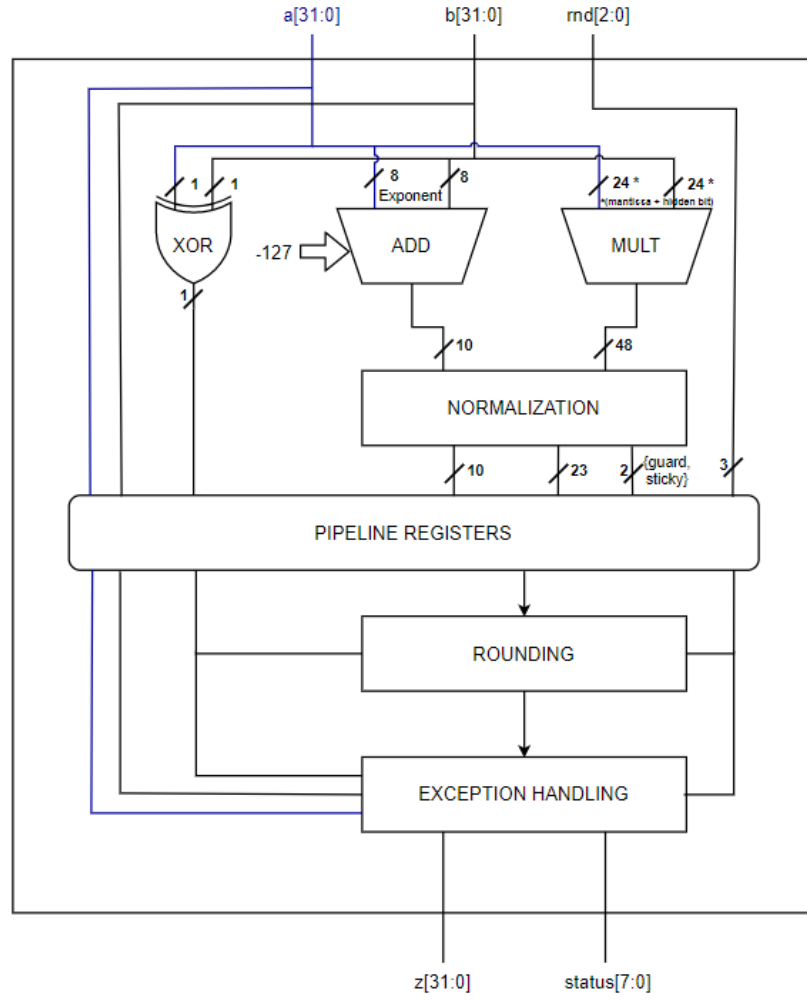 a[31:0] b[31:0] rnd[2:0]
1 1 8 8 24 * 24 *
Exponent *(mantissa + hidden bit)
XOR -127 ADD MULT
1
10 48
NORMALIZATION
10 23 2 {guard, 3
sticky}
PIPELINE REGISTERS
ROUNDING
EXCEPTION HANDLING
z[31:0] status[7:0]